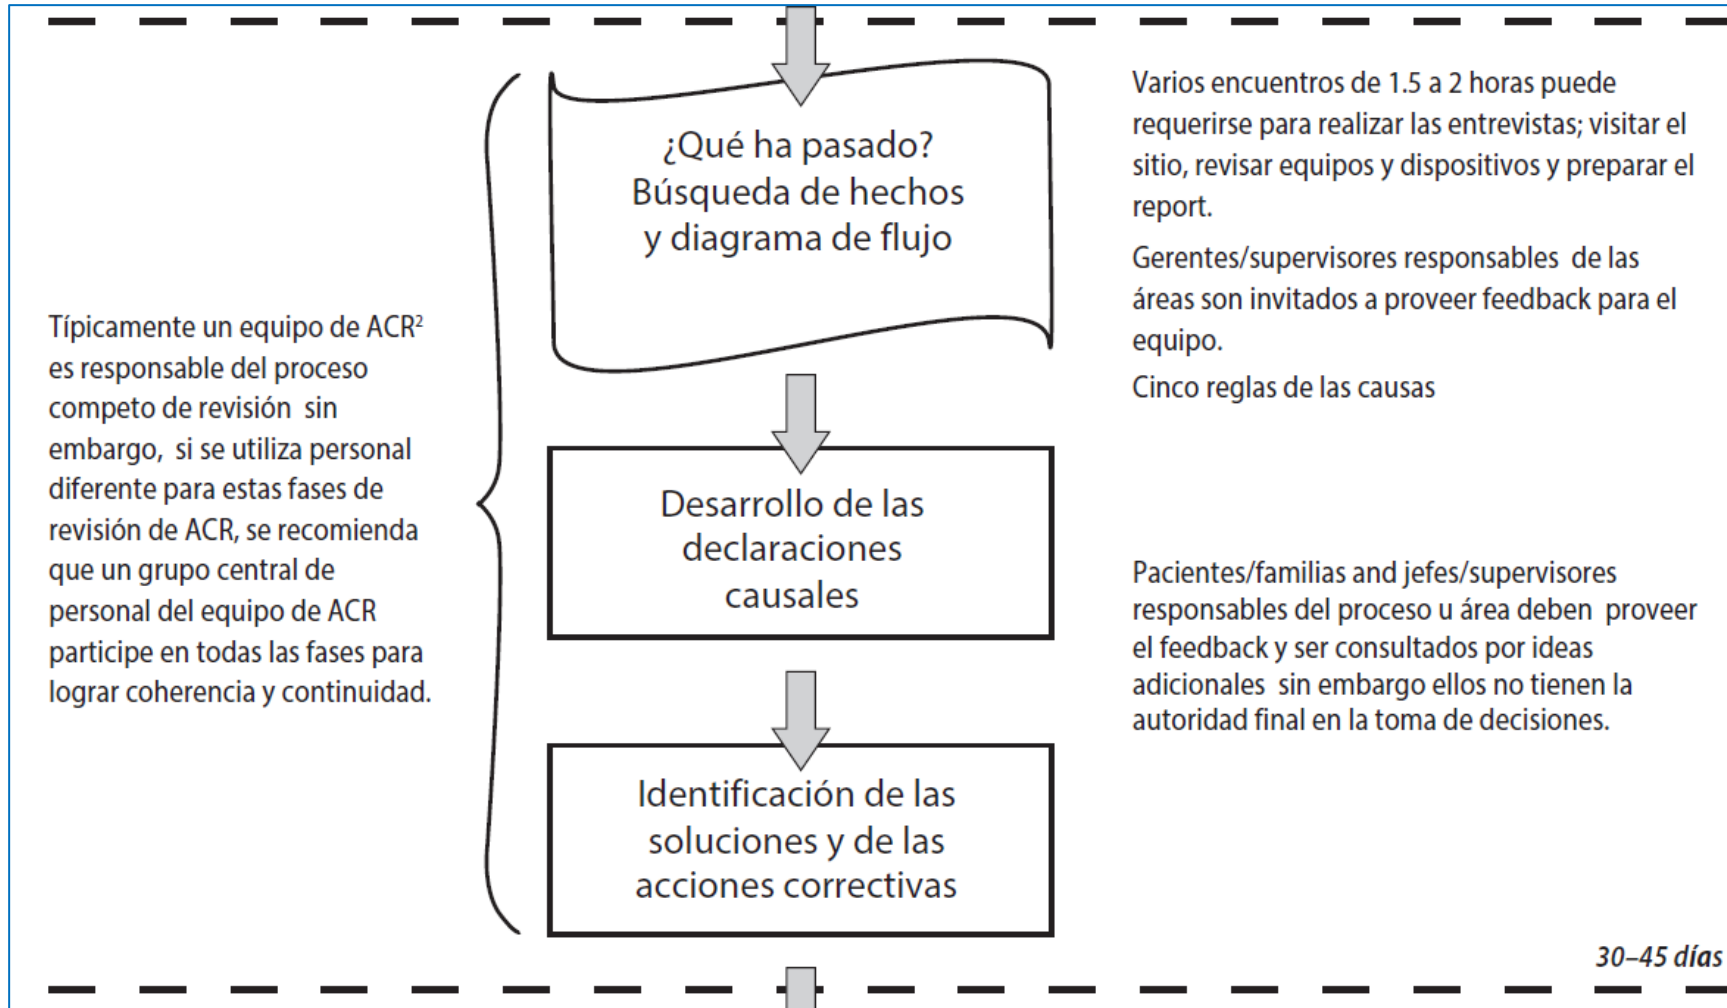 Típicamente un equipo de ACR²
es responsable del proceso
competo de revisión sin
embargo, si se utiliza personal
diferente para estas fases de
revisión de ACR, se recomienda
que un grupo central de
personal del equipo de ACR
participe en todas las fases para
lograr coherencia y continuidad.
¿Qué ha pasado?
Búsqueda de hechos
y diagrama de flujo
Desarrollo de las
declaraciones
causales
Identificación de las
soluciones y de las
acciones correctivas
Varios encuentros de 1.5 a 2 horas puede
requerirse para realizar las entrevistas; visitar el
sitio, revisar equipos y dispositivos y preparar el
report.
Gerentes/supervisores responsables de las
áreas son invitados a proveer feedback para el
equipo.
Cinco reglas de las causas
Pacientes/familias and jefes/supervisores
responsables del proceso u área deben proveer
el feedback y ser consultados por ideas
adicionales sin embargo ellos no tienen la
autoridad final en la toma de decisiones.
30–45 días